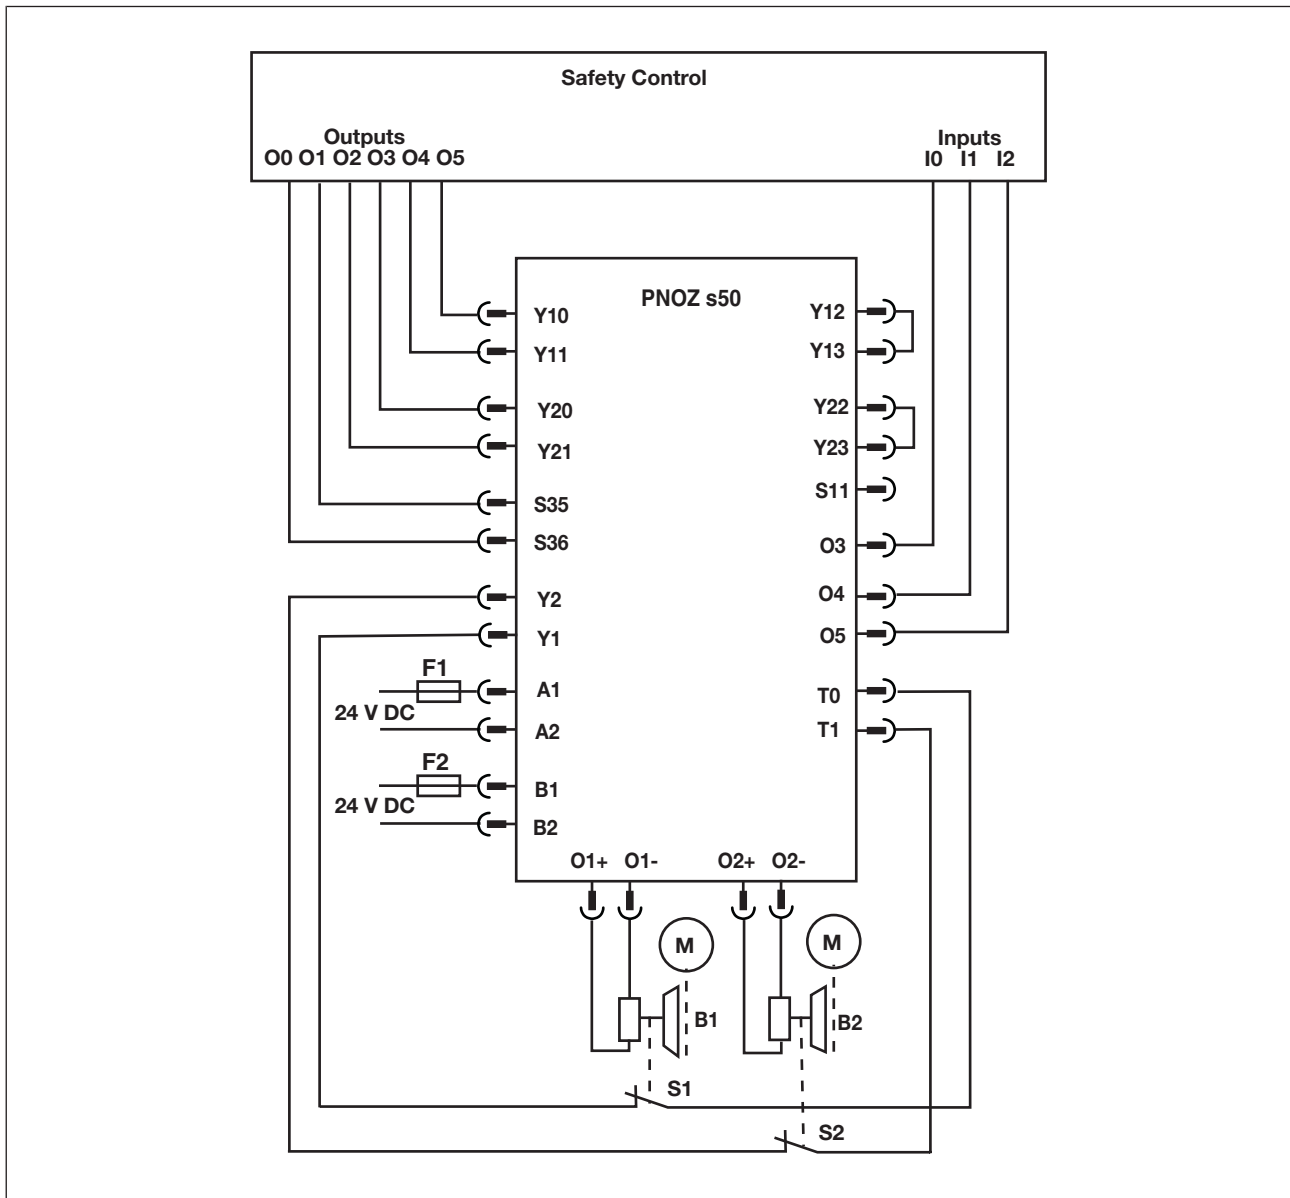 Safety Control
Outputs
O0 O1 O2 O3 O4 O5
Inputs
I0 I1 I2
PNOZ s50
Y10
Y11
Y20
Y21
S35
S36
Y2
Y1
F1
A1
24 V DC
A2
F2
B1
24 V DC
B2
Y12
Y13
Y22
Y23
S11
O3
O4
O5
T0
T1
O1+ O1- O2+ O2-
M
M
B1
B2
S1
S2